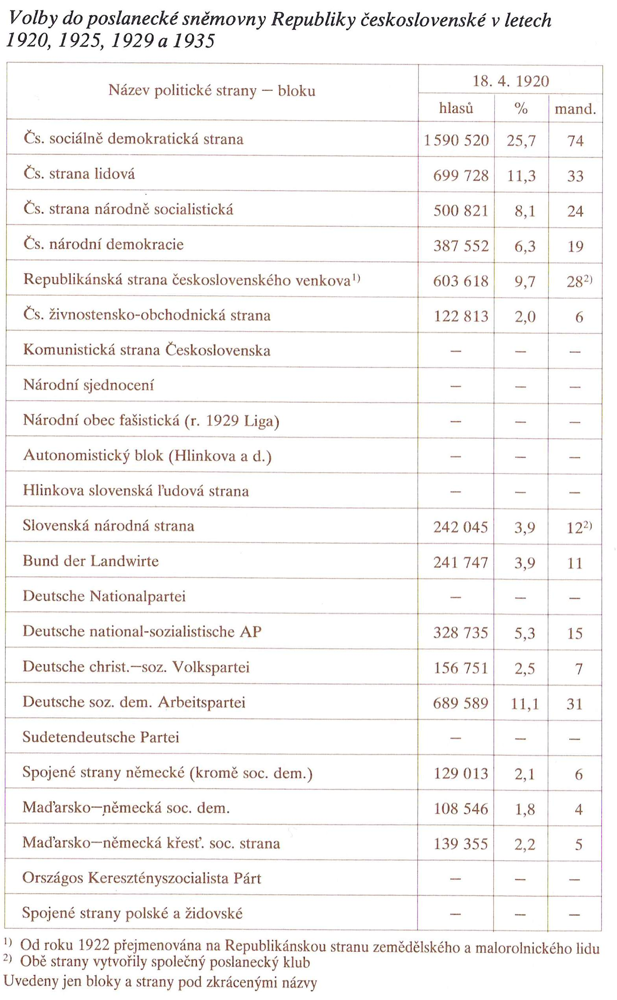 Volby do poslanecké sněmovny Republiky československé v letech
1920, 1925, 1929 a 1935
Název politické strany — bloku
18. 4. 1920
hlasů % mand.
Čs. sociálně demokratická strana 1 590 520 25,7 74
Čs. strana lidová 699 728 11,3 33
Čs. strana národně socialistická 500 821 8,1 24
Čs. národní demokracie 387 552 6,3 19
Republikánská strana československého venkova¹⁾ 603 618 9,7 28²⁾
Čs. živnostensko-obchodnická strana 122 813 2,0 6
Komunistická strana Československa — — —
Národní sjednocení — — —
Národní obec fašistická (r. 1929 Liga) — — —
Autonomistický blok (Hlinkova a d.) — — —
Hlinkova slovenská ľudová strana — — —
Slovenská národná strana 242 045 3,9 12²⁾
Bund der Landwirte 241 747 3,9 11
Deutsche Nationalpartei — — —
Deutsche national-sozialistische AP 328 735 5,3 15
Deutsche christ.—soz. Volkspartei 156 751 2,5 7
Deutsche soz. dem. Arbeitspartei 689 589 11,1 31
Sudetendeutsche Partei — — —
Spojené strany německé (kromě soc. dem.) 129 013 2,1 6
Maďarsko—německá soc. dem. 108 546 1,8 4
Maďarsko—německá křesť. soc. strana 139 355 2,2 5
Országos Keresztényszocialista Párt — — —
Spojené strany polské a židovské — — —
¹⁾ Od roku 1922 přejmenována na Republikánskou stranu zemědělského a malorolnického lidu
²⁾ Obě strany vytvořily společný poslanecký klub
Uvedeny jen bloky a strany pod zkrácenými názvy